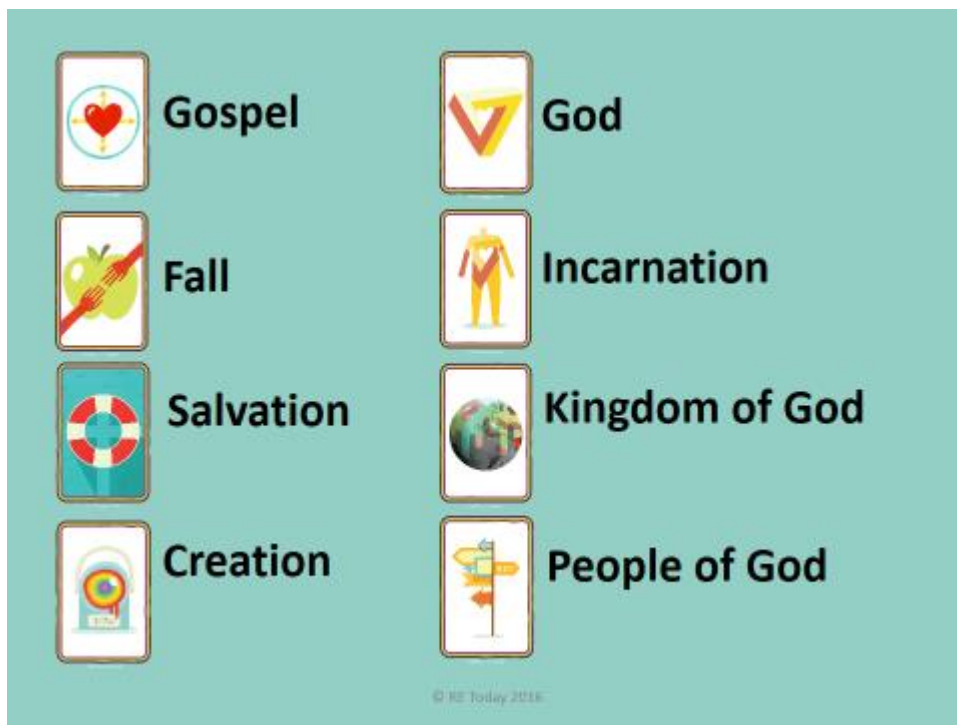 Gospel
God
Fall
Incarnation
Salvation
Kingdom of God
Creation
People of God
© RE Today 2016